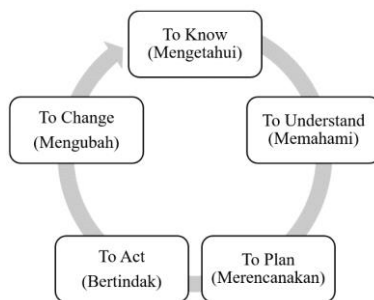 To Know
(Mengetahui)
To Understand
(Memahami)
To Plan
(Merencanakan)
To Act
(Bertindak)
To Change
(Mengubah)